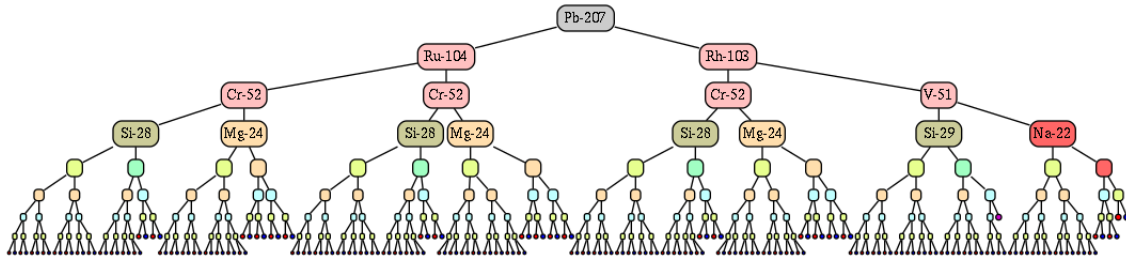 Pb-207
Ru-104
Rh-103
Cr-52
Cr-52
Cr-52
V-51
Si-28
Mg-24
Si-28
Mg-24
Si-28
Mg-24
Si-29
Na-22